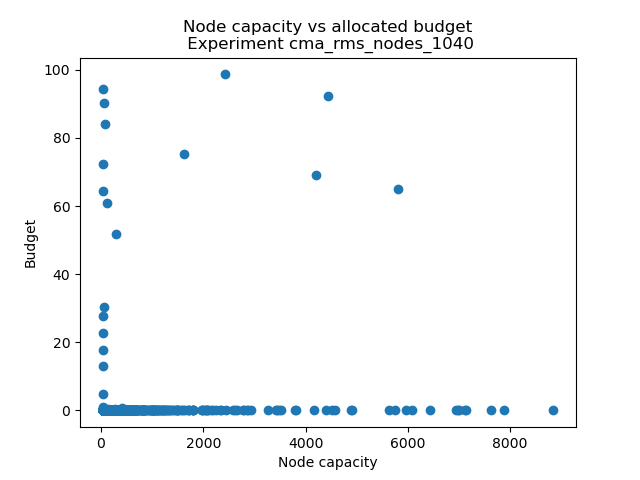 Node capacity vs allocated budget
Experiment cma_rms_nodes_1040
100
80
60
40
20
0
Budget
0 2000 4000 6000 8000
Node capacity